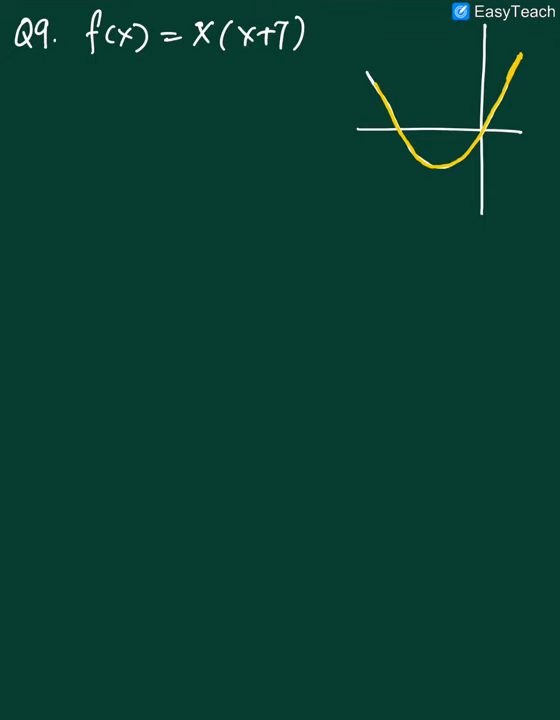 EasyTeach
Q9. f(x) = x(x+7)